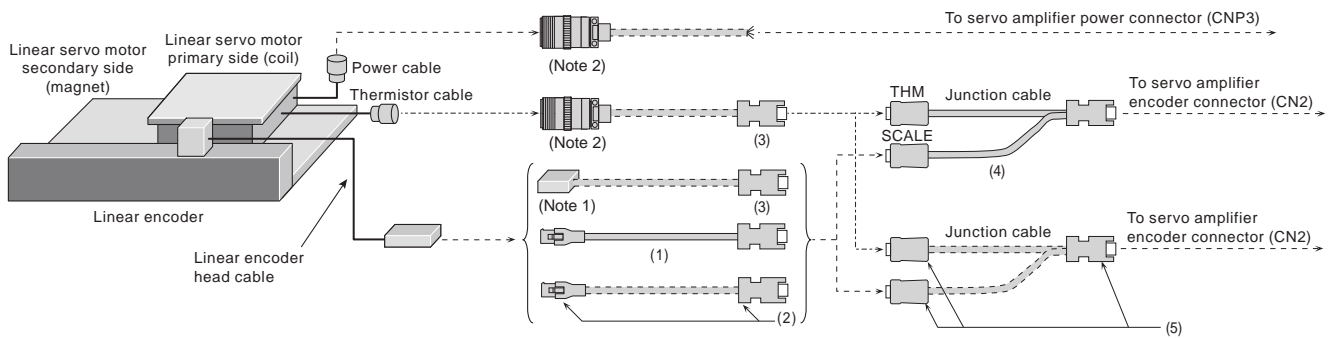 To servo amplifier power connector (CNP3)
Linear servo motor
primary side (coil)
Linear servo motor
secondary side
(magnet)
Power cable
(Note 2)
Thermistor cable
(Note 2)
(3)
THM
Junction cable
To servo amplifier
encoder connector (CN2)
SCALE
(4)
(Note 1)
(3)
Linear encoder
(1)
Junction cable
To servo amplifier
encoder connector (CN2)
Linear encoder
head cable
(2)
(5)